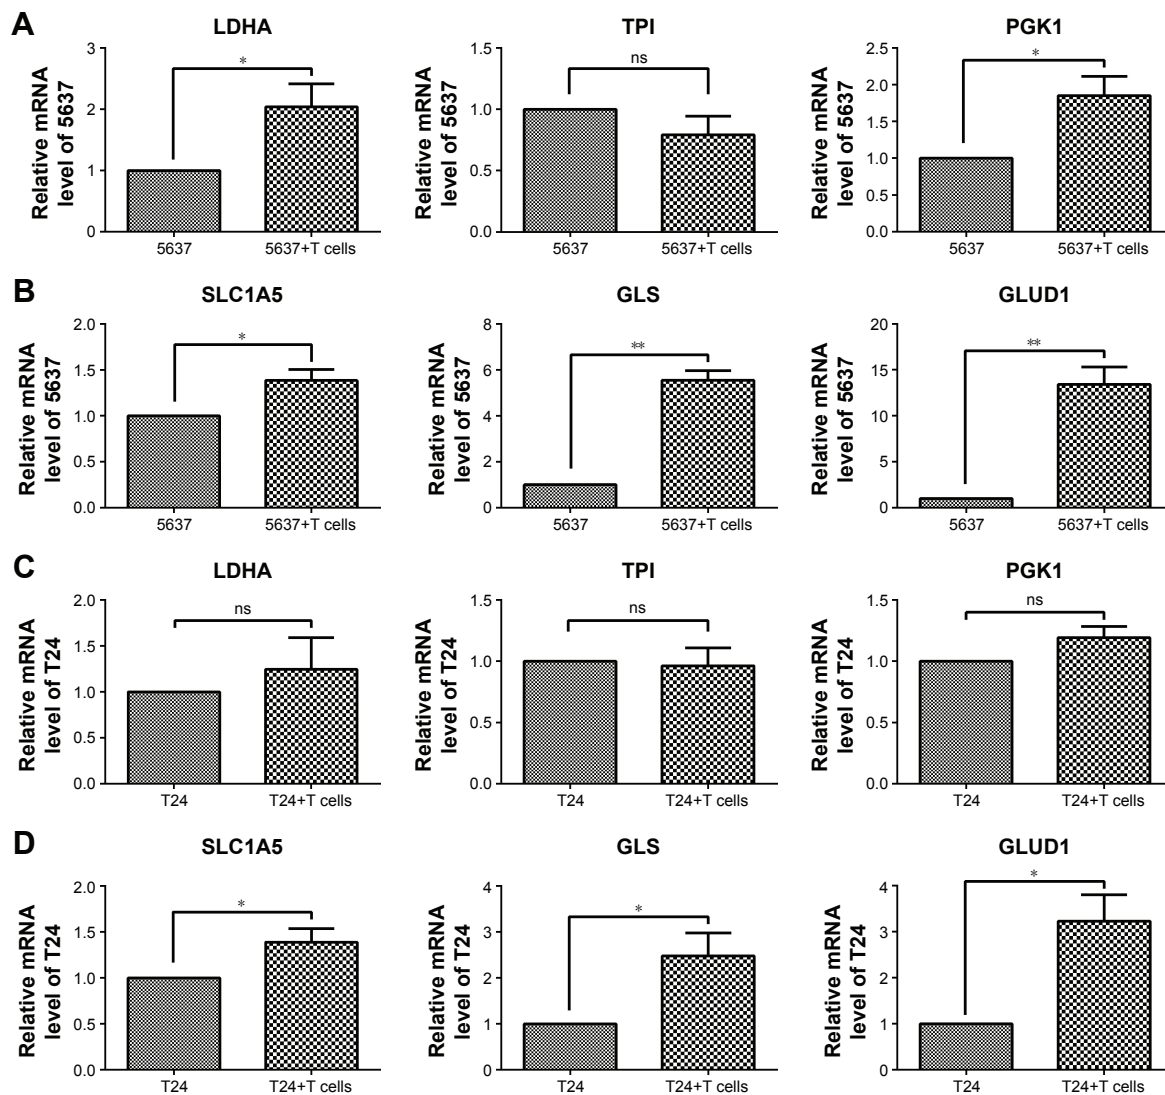 A
LDHA
Relative mRNA
level of 5637
3
2
1
0
*
5637
5637+T cells
TPI
Relative mRNA
level of 5637
1.5
1.0
0.5
0.0
ns
5637
5637+T cells
PGK1
Relative mRNA
level of 5637
2.5
2.0
1.5
1.0
0.5
0.0
*
5637
5637+T cells
B
SLC1A5
Relative mRNA
level of 5637
2.0
1.5
1.0
0.5
0.0
*
5637
5637+T cells
GLS
Relative mRNA
level of 5637
8
6
4
2
0
**
5637
5637+T cells
GLUD1
Relative mRNA
level of 5637
20
15
10
5
0
**
5637
5637+T cells
C
LDHA
Relative mRNA
level of T24
2.0
1.5
1.0
0.5
0.0
ns
T24
T24+T cells
TPI
Relative mRNA
level of T24
1.5
1.0
0.5
0.0
ns
T24
T24+T cells
PGK1
Relative mRNA
level of T24
1.5
1.0
0.5
0.0
ns
T24
T24+T cells
D
SLC1A5
Relative mRNA
level of T24
2.0
1.5
1.0
0.5
0.0
*
T24
T24+T cells
GLS
Relative mRNA
level of T24
4
3
2
1
0
*
T24
T24+T cells
GLUD1
Relative mRNA
level of T24
4
3
2
1
0
*
T24
T24+T cells